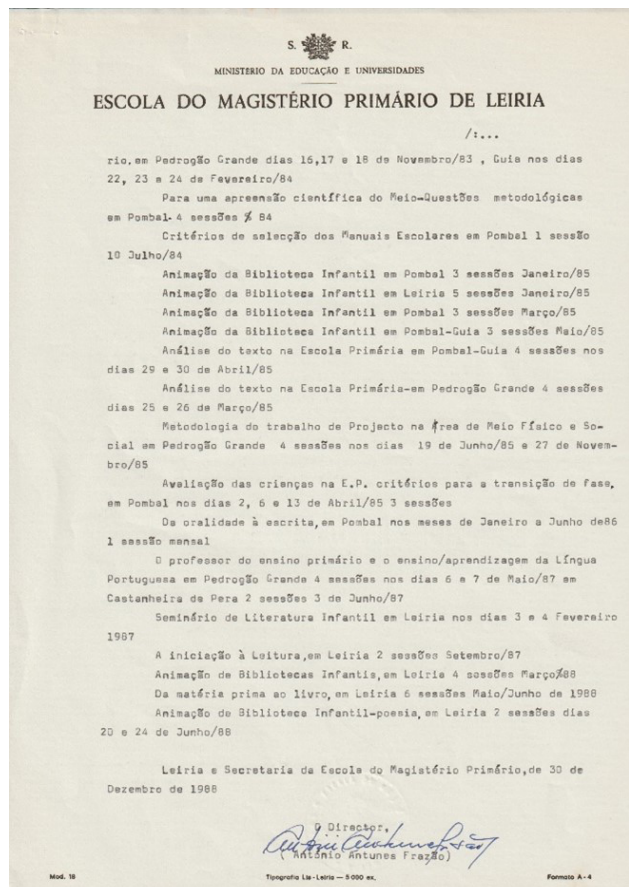 S. R.
MINISTÉRIO DA EDUCAÇÃO E UNIVERSIDADES
ESCOLA DO MAGISTÉRIO PRIMÁRIO DE LEIRIA
/:...
rio, em Pedrogão Grande dias 16,17 e 18 de Novembro/83 , Guia nos dias
22, 23 e 24 de Fevereiro/84
Para uma apreensão científica do Meio-Questões metodológicas
em Pombal- 4 sessões % 84
Critérios de selecção dos Manuais Escolares em Pombal 1 sessão
10 Julho/84
Animação da Biblioteca Infantil em Pombal 3 sessões Janeiro/85
Animação da Biblioteca Infantil em Leiria 5 sessões Janeiro/85
Animação da Biblioteca Infantil em Pombal 3 sessões Março/85
Animação da Biblioteca Infantil em Pombal-Guia 3 sessões Maio/85
Análise do texto na Escola Primária em Pombal-Guia 4 sessões nos
dias 29 e 30 de Abril/85
Análise do texto na Escola Primária-em Pedrogão Grande 4 sessões
dias 25 e 26 de Março/85
Metodologia do trabalho de Projecto na Área de Meio Físico e So-
cial em Pedrogão Grande 4 sessões nos dias 19 de Junho/85 e 27 de Novem-
bro/85
Avaliação das crianças na E.P. critérios para a transição de fase,
em Pombal nos dias 2, 6 e 13 de Abril/85 3 sessões
Da oralidade à escrita, em Pombal nos meses de Janeiro a Junho de86
1 sessão mensal
O professor do ensino primário e o ensino/aprendizagem da Língua
Portuguesa em Pedrogão Grande 4 sessões nos dias 6 e 7 de Maio/87 em
Castanheira de Pera 2 sessões 3 de Junho/87
Seminário de Literatura Infantil em Leiria nos dias 3 e 4 Fevereiro
1987
A iniciação à Leitura,em Leiria 2 sessões Setembro/87
Animação de Bibliotecas Infantis, em Leiria 4 sessões Março/88
Da matéria prima ao livro, em Leiria 6 sessões Maio/Junho de 1988
Animação de Biblioteca Infantil-poesia, em Leiria 2 sessões dias
20 e 24 de Junho/88
Leiria e Secretaria da Escola do Magistério Primário,de 30 de
Dezembro de 1988
O Director,
( António Antunes Frazão)
Mod. 18
Tipografia Lis-Leiria — 5 000 ex.
Formato A-4